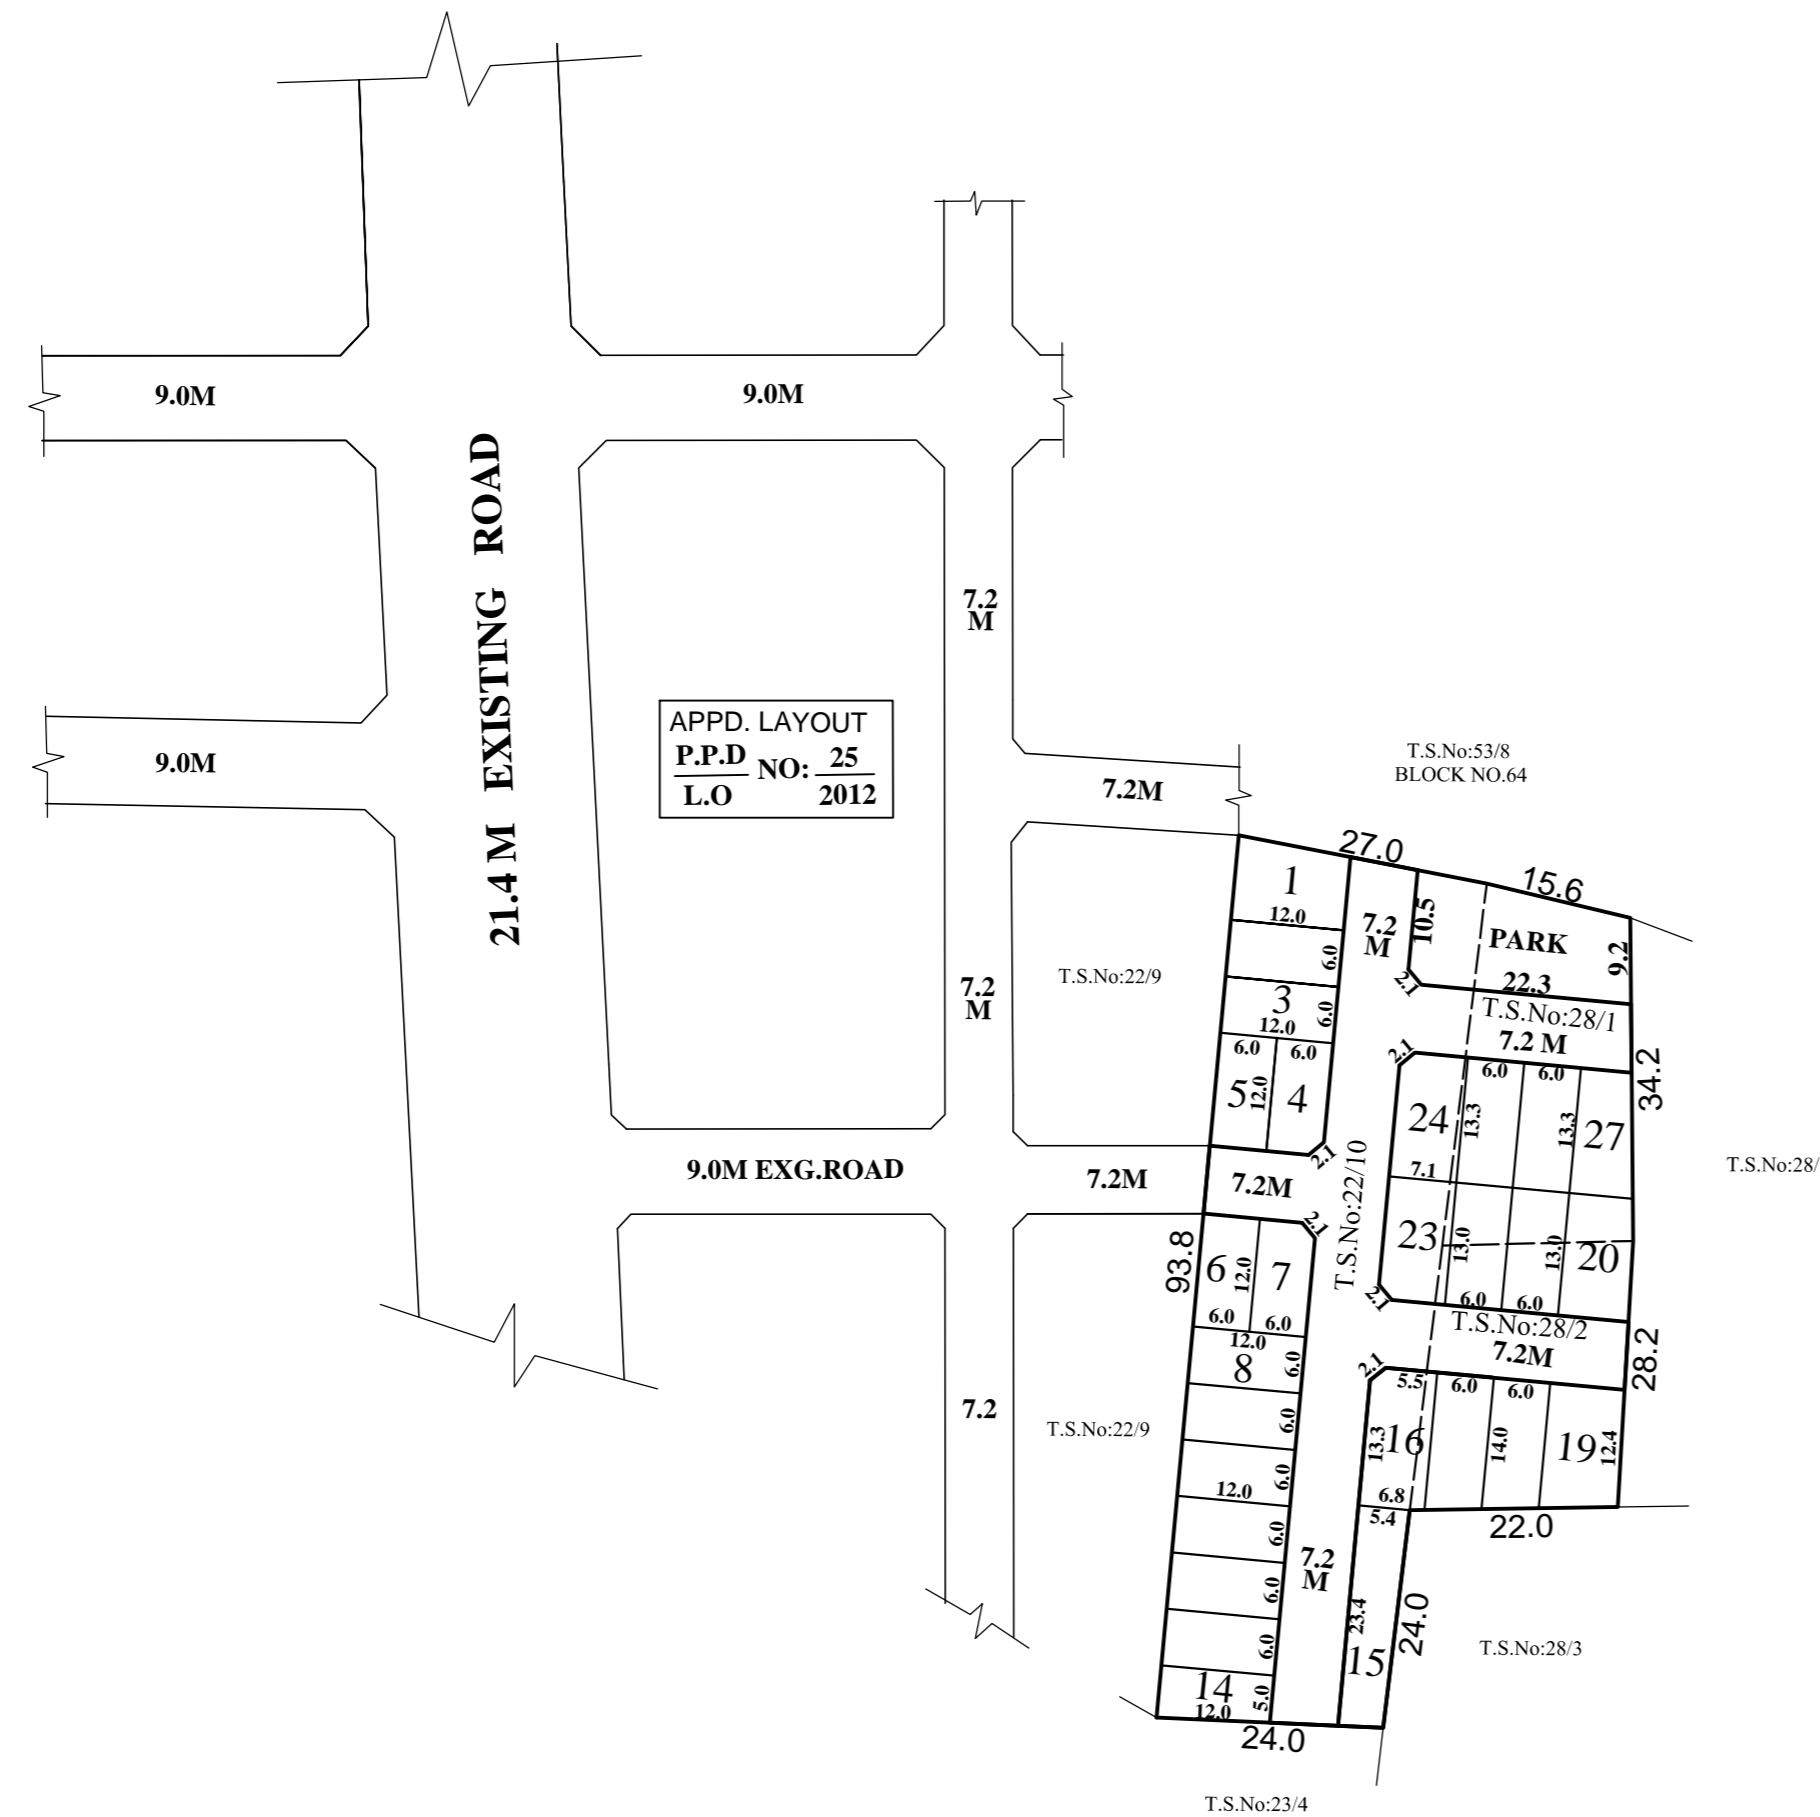 9.0M
9.0M
21.4 M EXISTING ROAD
7.2
M
9.0M
APPD. LAYOUT
P.P.D
L.O
NO:
25
2012
7.2M
T.S.No:53/8
BLOCK NO.64
27.0
15.6
1
12.0
7.2
M
10.5
PARK
9.2
6.0
2.1
22.3
T.S.No:22/9
7.2
M
3
12.0
6.0
T.S.No:28/1
7.2 M
6.0
6.0
5
12.0
4
2.1
6.0
6.0
34.2
24
13.3
13.3
27
T.S.No:28/
9.0M EXG.ROAD
7.2M
7.2M
2.1
7.1
T.S.No:22/10
2.1
93.8
6
12.0
7
23
13.0
13.0
20
6.0
6.0
2.1
6.0
6.0
T.S.No:28/2
7.2M
28.2
12.0
8
6.0
2.1
5.5
6.0
6.0
7.2
T.S.No:22/9
6.0
13.3
16
14.0
19
12.4
6.0
12.0
6.8
5.4
22.0
6.0
7.2
M
6.0
23.4
24.0
6.0
15
T.S.No:28/3
14
12.0
5.0
24.0
T.S.No:23/4